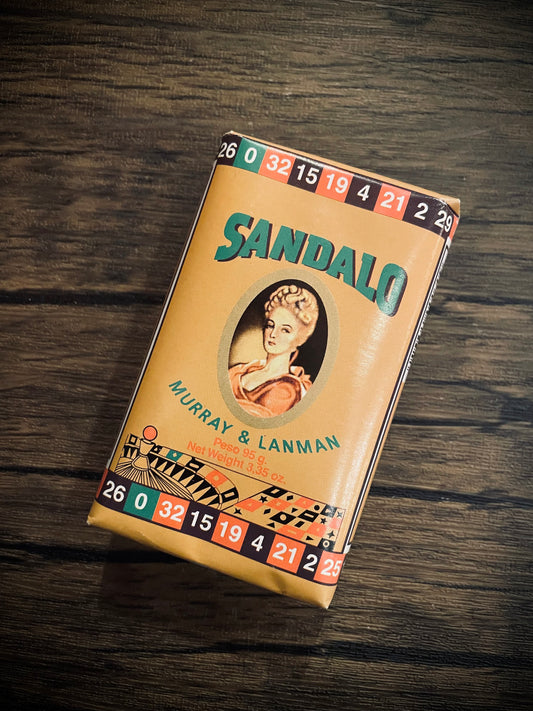 26 0 32 15 19 4 21 2 29
SANDALO
MURRAY & LANMAN
Peso 95 g.
Net Weight 3,35 oz.
26 0 32 15 19 4 21 2 25